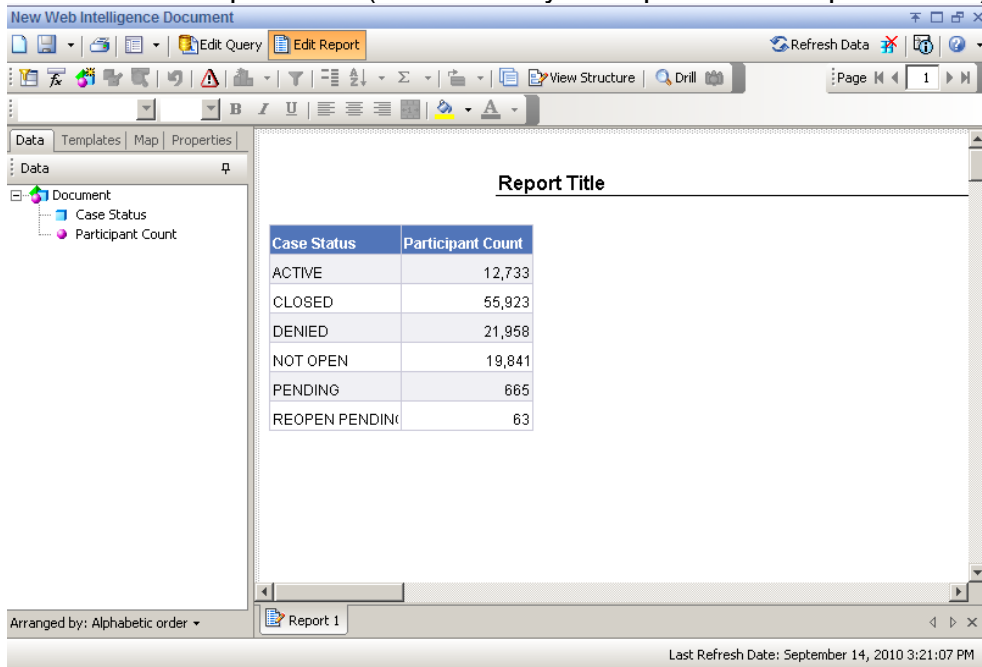 New Web Intelligence Document
Edit Query Edit Report Refresh Data
View Structure Drill Page 1
B I U A
Data Templates Map Properties
Data
Document
Case Status
Participant Count
Report Title
Case Status Participant Count
ACTIVE 12,733
CLOSED 55,923
DENIED 21,958
NOT OPEN 19,841
PENDING 665
REOPEN PENDIN 63
Arranged by: Alphabetic order
Report 1
Last Refresh Date: September 14, 2010 3:21:07 PM